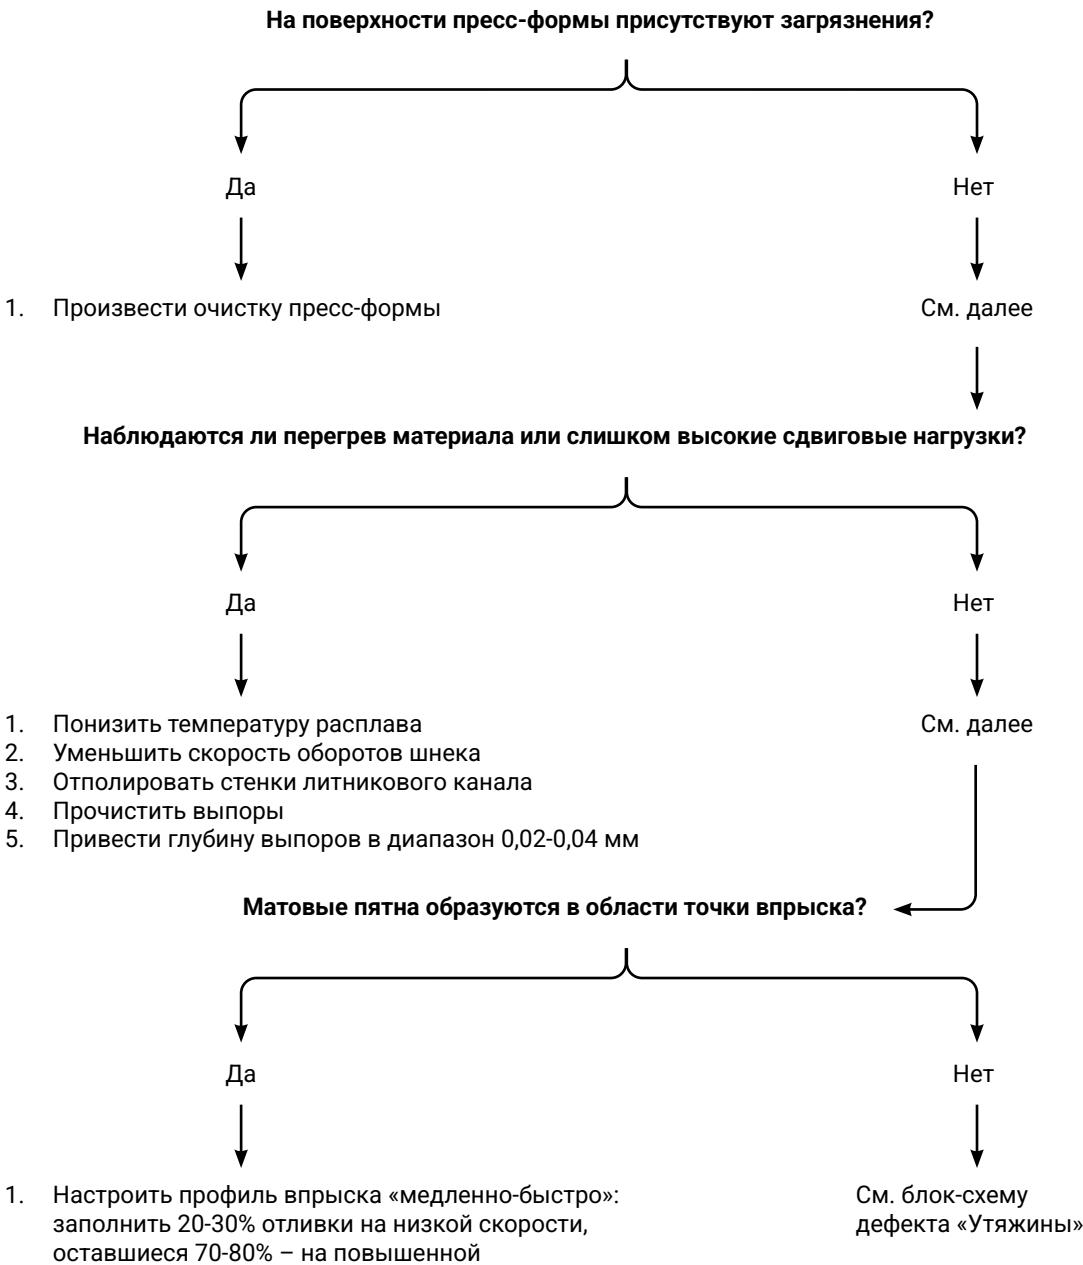 На поверхности пресс-формы присутствуют загрязнения?
Да
Нет
1. Произвести очистку пресс-формы
См. далее
Наблюдаются ли перегрев материала или слишком высокие сдвиговые нагрузки?
Да
Нет
1. Понизить температуру расплава
2. Уменьшить скорость оборотов шнека
3. Отполировать стенки литникового канала
4. Прочистить выпоры
5. Привести глубину выпоров в диапазон 0,02-0,04 мм
См. далее
Матовые пятна образуются в области точки впрыска?
Да
Нет
1. Настроить профиль впрыска «медленно-быстро»:
заполнить 20-30% отливки на низкой скорости,
оставшиеся 70-80% – на повышенной
См. блок-схему
дефекта «Утяжины»